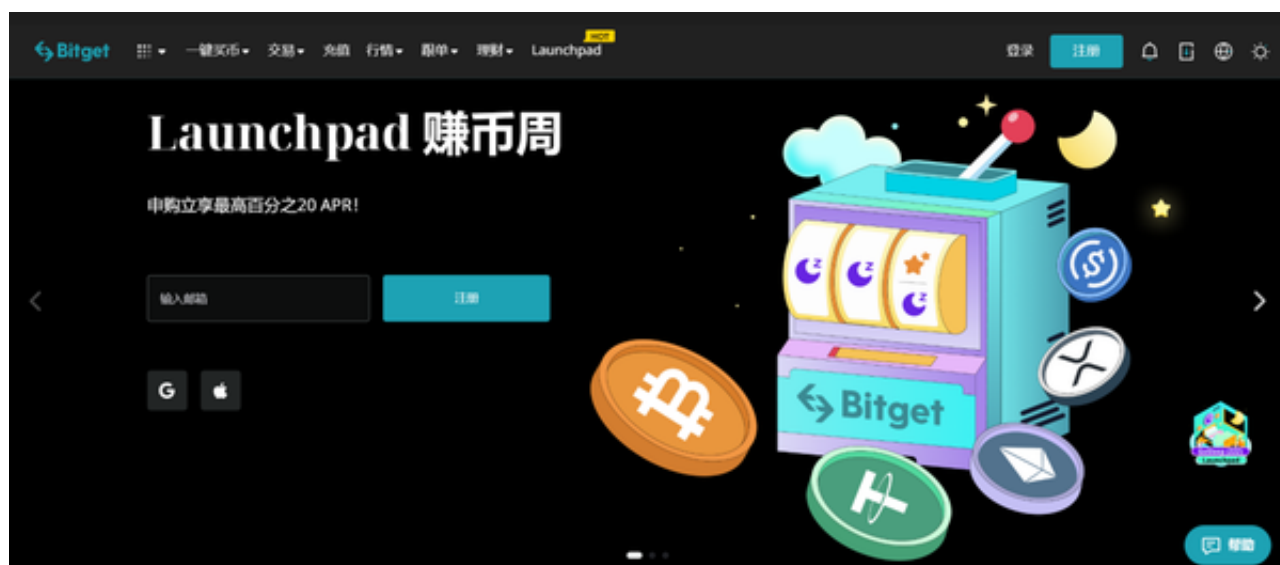 Bitget 一键买币 交易 充值 行情 跟单 理财 Launchpad HOT 登录 注册
Launchpad 赚币周
申购立享最高百分之20 APR!
输入邮箱 注册
G
Bitget
帮助